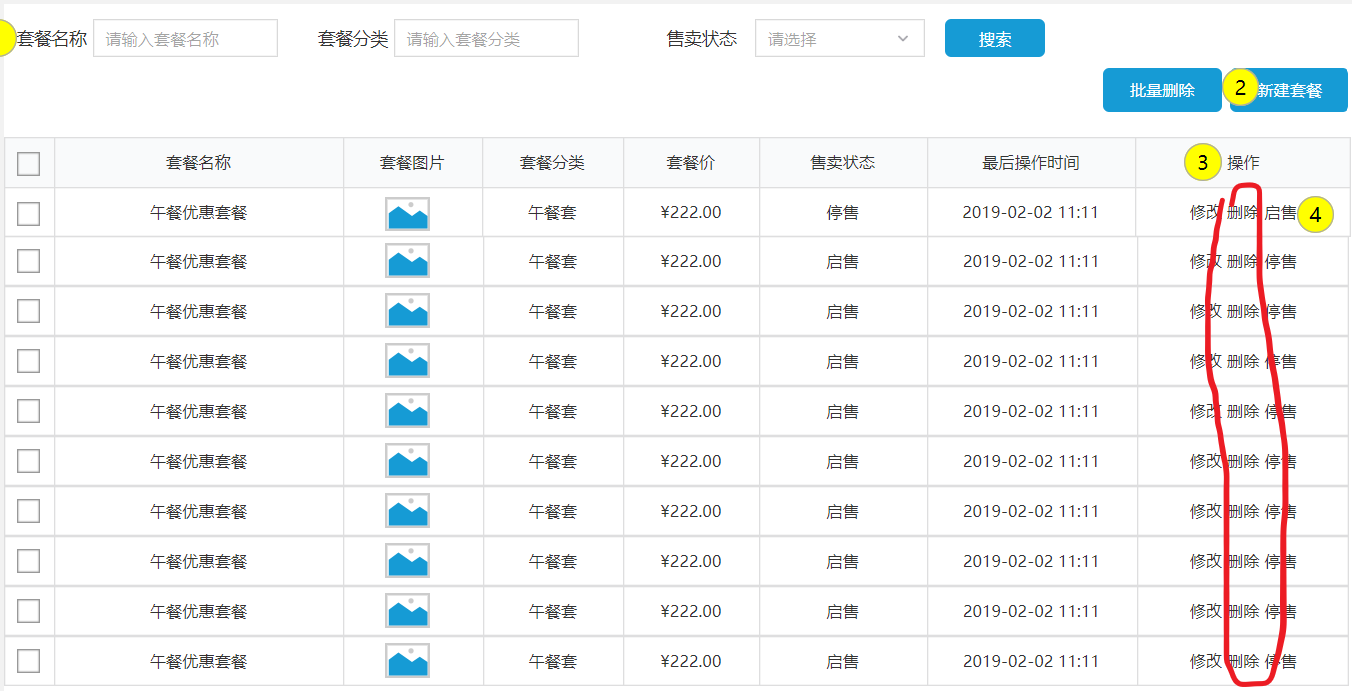 套餐名称 请输入套餐名称 套餐分类 请输入套餐分类 售卖状态 请选择 搜索
批量删除 2 新建套餐
套餐名称 套餐图片 套餐分类 套餐价 售卖状态 最后操作时间 3 操作
午餐优惠套餐 午餐套 ¥222.00 停售 2019-02-02 11:11 修改 删除 启售 4
午餐优惠套餐 午餐套 ¥222.00 启售 2019-02-02 11:11 修改 删除 停售
午餐优惠套餐 午餐套 ¥222.00 启售 2019-02-02 11:11 修改 删除 停售
午餐优惠套餐 午餐套 ¥222.00 启售 2019-02-02 11:11 修改 删除 停售
午餐优惠套餐 午餐套 ¥222.00 启售 2019-02-02 11:11 修改 删除 停售
午餐优惠套餐 午餐套 ¥222.00 启售 2019-02-02 11:11 修改 删除 停售
午餐优惠套餐 午餐套 ¥222.00 启售 2019-02-02 11:11 修改 删除 停售
午餐优惠套餐 午餐套 ¥222.00 启售 2019-02-02 11:11 修改 删除 停售
午餐优惠套餐 午餐套 ¥222.00 启售 2019-02-02 11:11 修改 删除 停售
午餐优惠套餐 午餐套 ¥222.00 启售 2019-02-02 11:11 修改 删除 停售